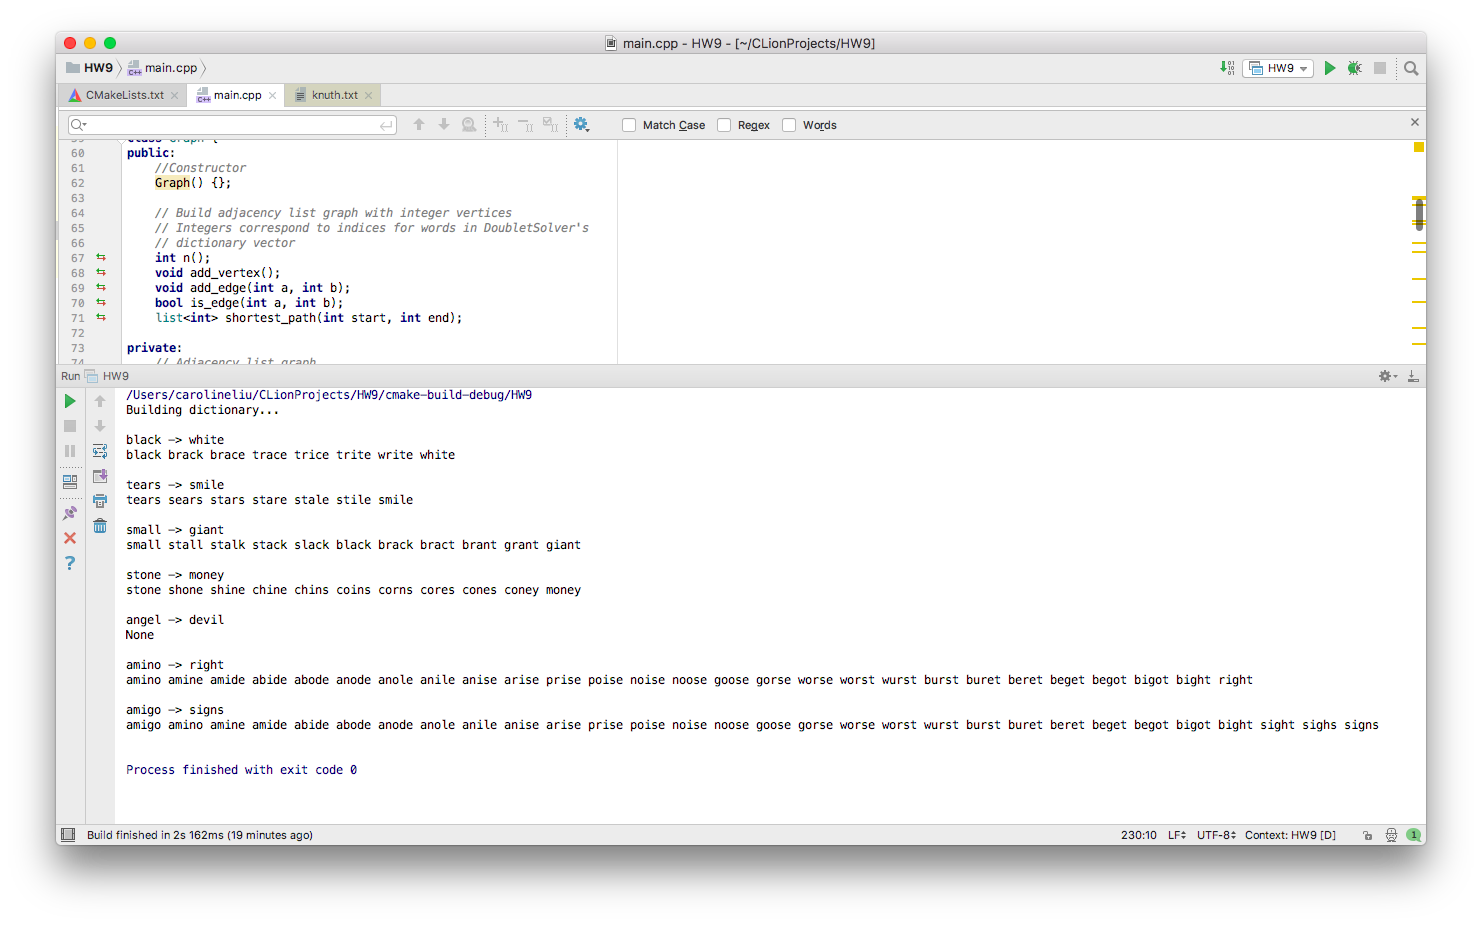 main.cpp - HW9 - [~/CLionProjects/HW9]
HW9 main.cpp HW9
CMakeLists.txt main.cpp knuth.txt
Match Case Regex Words
59 class Graph {
60 public:
61 //Constructor
62 Graph() {};
63
64 // Build adjacency list graph with integer vertices
65 // Integers correspond to indices for words in DoubletSolver's
66 // dictionary vector
67 int n();
68 void add_vertex();
69 void add_edge(int a, int b);
70 bool is_edge(int a, int b);
71 list<int> shortest_path(int start, int end);
72
73 private:
74 // Adjacency list graph
Run HW9
/Users/carolineliu/CLionProjects/HW9/cmake-build-debug/HW9
Building dictionary...
black -> white
black brack brace trace trice trite write white
tears -> smile
tears sears stars stare stale stile smile
small -> giant
small stall stalk stack slack black brack bract brant grant giant
stone -> money
stone shone shine chine chins coins corns cores cones coney money
angel -> devil
None
amino -> right
amino amine amide abide abode anode anole anile anise arise prise poise noise noose goose gorse worse worst wurst burst buret beret beget begot bigot bight right
amigo -> signs
amigo amino amine amide abide abode anode anole anile anise arise prise poise noise noose goose gorse worse worst wurst burst buret beret beget begot bigot bight sight sighs signs
Process finished with exit code 0
Build finished in 2s 162ms (19 minutes ago) 230:10 LF UTF-8 Context: HW9 [D] 1